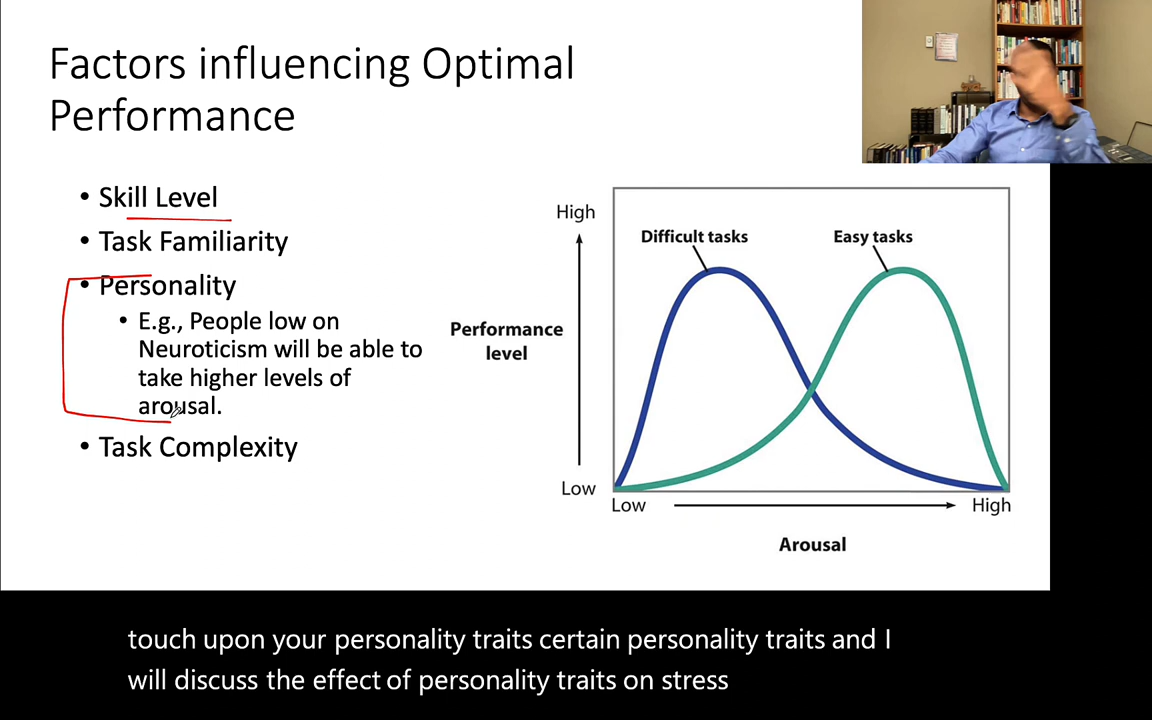 Factors influencing Optimal
Performance
• Skill Level
• Task Familiarity
• Personality
• E.g., People low on
Neuroticism will be able to
take higher levels of
arousal.
• Task Complexity
High
Difficult tasks
Easy tasks
Performance
level
Low
Low
High
Arousal
touch upon your personality traits certain personality traits and I
will discuss the effect of personality traits on stress